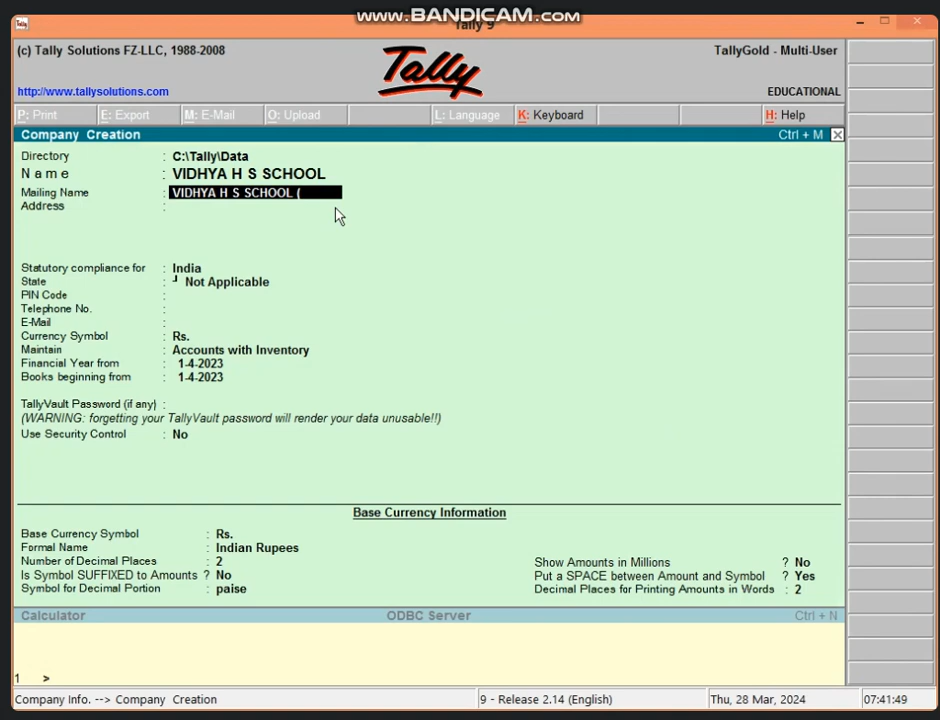 www.BANDICAM.com
Tally 9
(c) Tally Solutions FZ-LLC, 1988-2008
TallyGold - Multi-User
Tally
http://www.tallysolutions.com
EDUCATIONAL
P: Print E: Export M: E-Mail O: Upload L: Language K: Keyboard H: Help
Company Creation Ctrl + M
Directory : C:\Tally\Data
Name : VIDHYA H S SCHOOL
Mailing Name : VIDHYA H S SCHOOL (
Address :
Statutory compliance for : India
State : ┘ Not Applicable
PIN Code :
Telephone No. :
E-Mail :
Currency Symbol : Rs.
Maintain : Accounts with Inventory
Financial Year from : 1-4-2023
Books beginning from : 1-4-2023
TallyVault Password (if any) :
(WARNING: forgetting your TallyVault password will render your data unusable!!)
Use Security Control : No
Base Currency Information
Base Currency Symbol : Rs.
Formal Name : Indian Rupees
Number of Decimal Places : 2 Show Amounts in Millions ? No
Is Symbol SUFFIXED to Amounts ? No Put a SPACE between Amount and Symbol ? Yes
Symbol for Decimal Portion : paise Decimal Places for Printing Amounts in Words : 2
Calculator ODBC Server Ctrl + N
1 >
Company Info. --> Company Creation 9 - Release 2.14 (English) Thu, 28 Mar, 2024 07:41:49